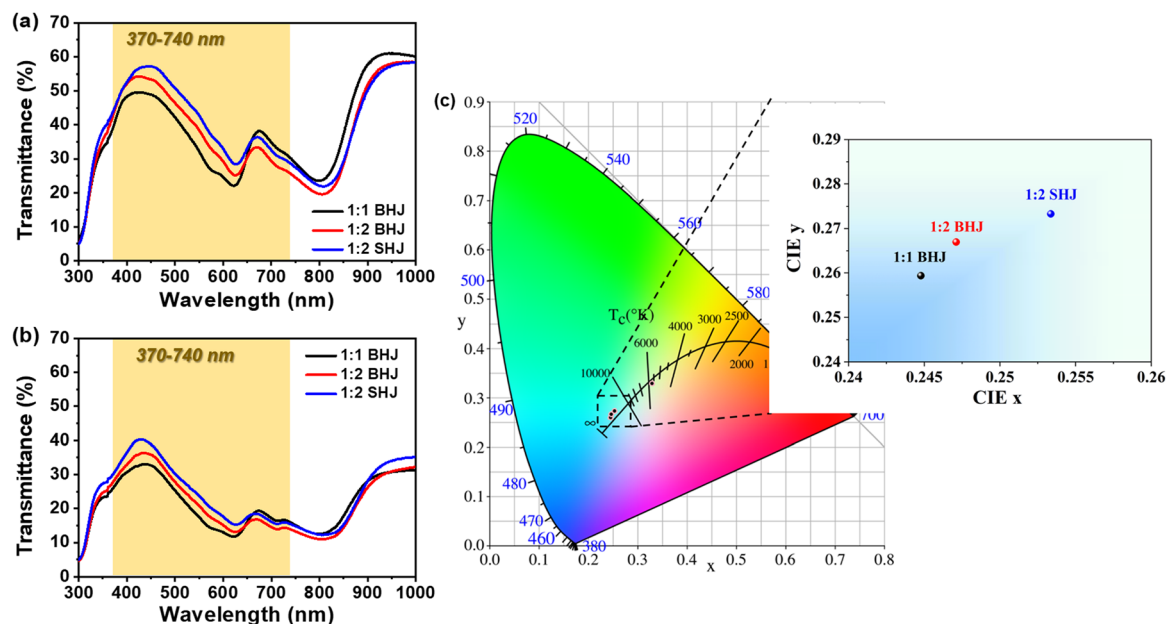 (a)
370-740 nm
Transmittance (%)
70
60
50
40
30
20
10
0
1:1 BHJ
1:2 BHJ
1:2 SHJ
300 400 500 600 700 800 900 1000
Wavelength (nm)
(b)
370-740 nm
Transmittance (%)
70
60
50
40
30
20
10
0
1:1 BHJ
1:2 BHJ
1:2 SHJ
300 400 500 600 700 800 900 1000
Wavelength (nm)
(c)
0.9
0.8
0.7
0.6
0.5
0.4
0.3
0.2
0.1
0.0
y
520
540
560
580
500
490
480
470
460
380
700
T_c(°K)
∞
10000
6000
4000
3000
2500
2000
1
0.0 0.1 0.2 0.3 0.4 0.5 0.6 0.7 0.8
x
CIE y
0.29
0.28
0.27
0.26
0.25
0.24
1:2 SHJ
1:2 BHJ
1:1 BHJ
0.24 0.245 0.25 0.255 0.26
CIE x